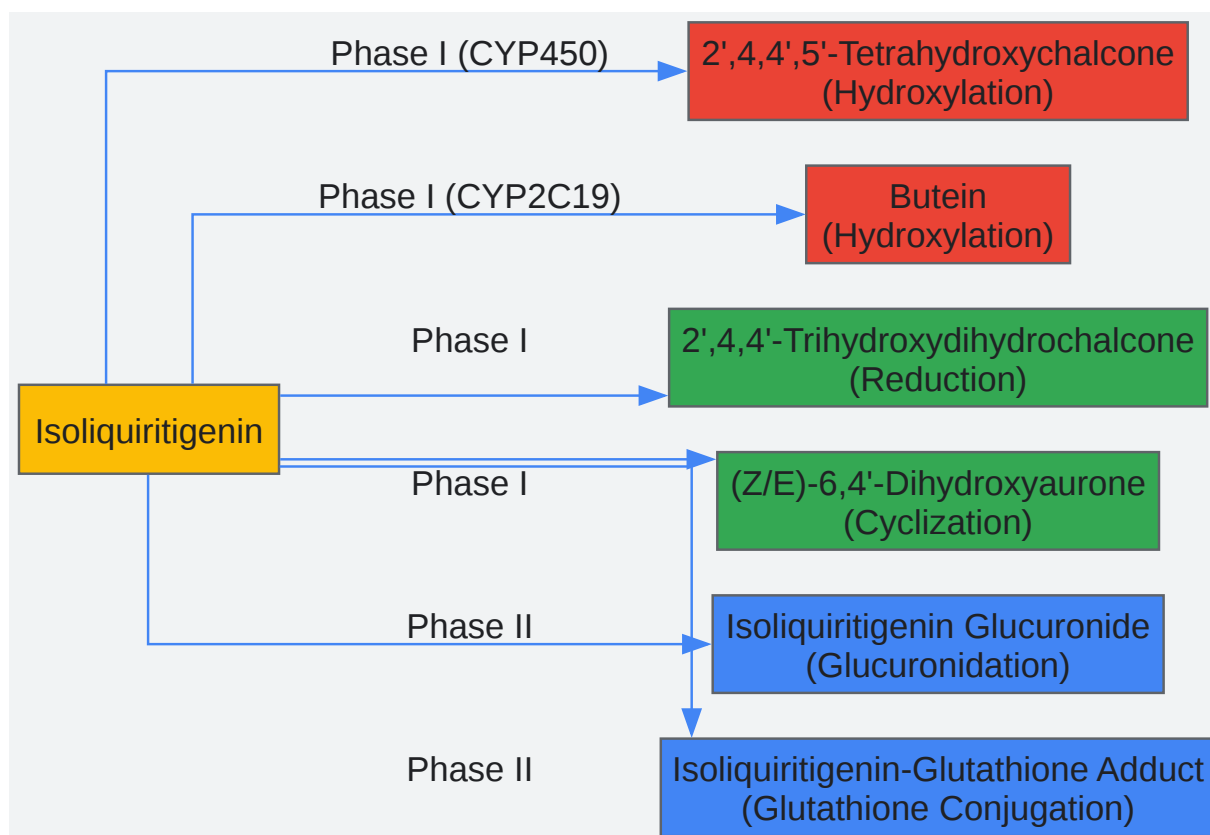 Phase I (CYP450)
2',4,4',5'-Tetrahydroxychalcone
(Hydroxylation)
Phase I (CYP2C19)
Butein
(Hydroxylation)
Phase I
2',4,4'-Trihydroxydihydrochalcone
(Reduction)
Isoliquiritigenin
Phase I
(Z/E)-6,4'-Dihydroxyaurone
(Cyclization)
Phase II
Isoliquiritigenin Glucuronide
(Glucuronidation)
Phase II
Isoliquiritigenin-Glutathione Adduct
(Glutathione Conjugation)